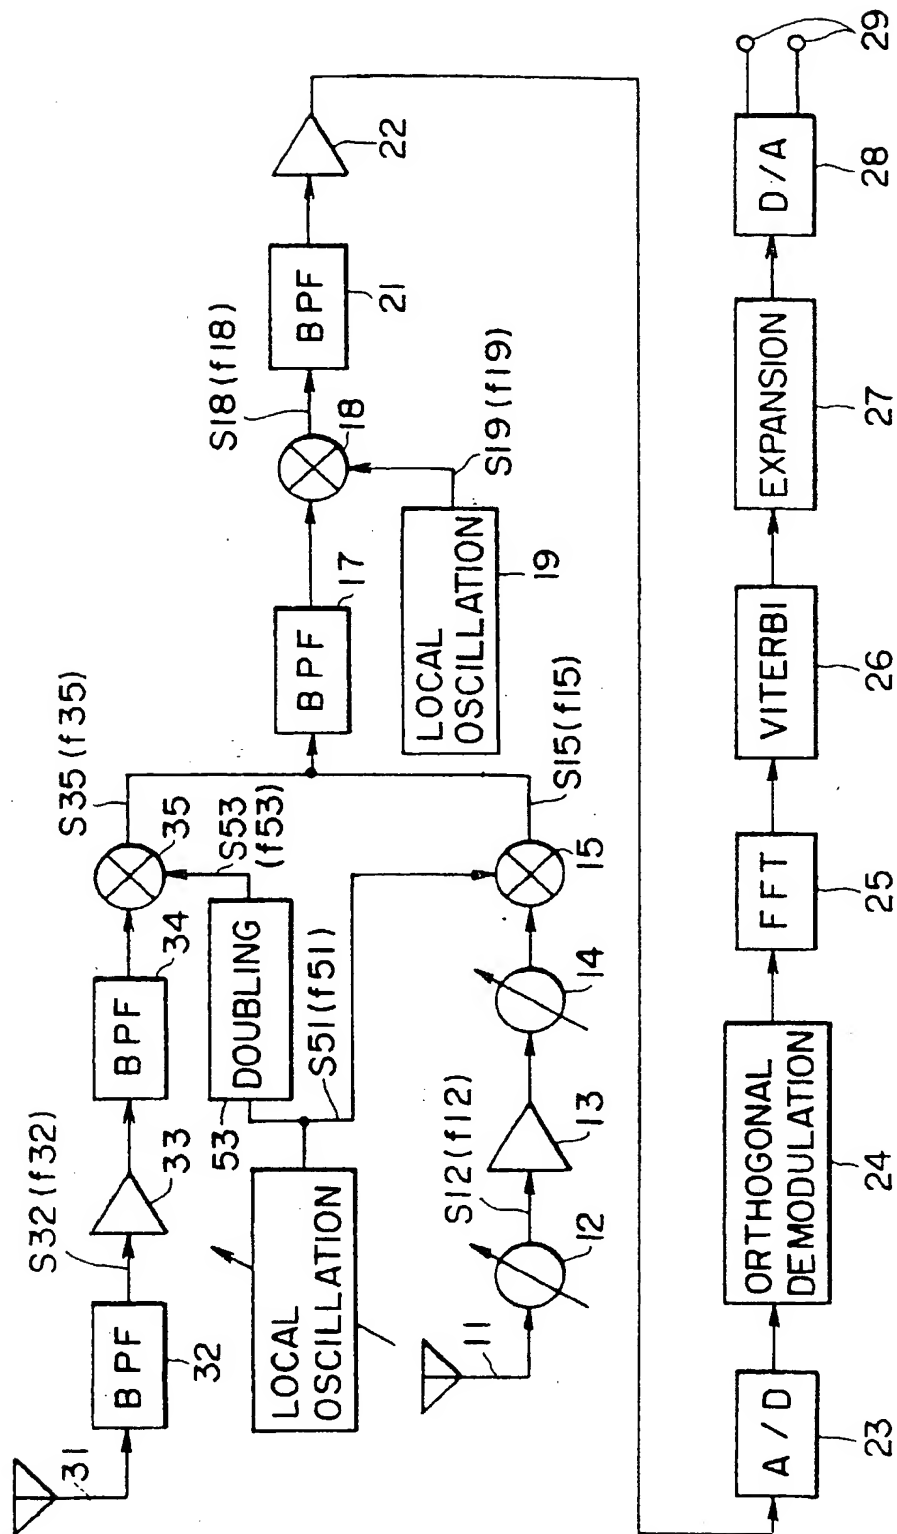 31
BPF
32
S32(f32)
33
BPF
34
35
S35(f35)
LOCAL
OSCILLATION
53
DOUBLING
S53
(f53)
S51(f51)
11
12
S12(f12)
13
14
15
S15(f15)
BPF
17
18
S18(f18)
LOCAL
OSCILLATION
19
S19(f19)
BPF
21
22
A/D
23
ORTHOGONAL
DEMODULATION
24
FFT
25
VITERBI
26
EXPANSION
27
D/A
28
29